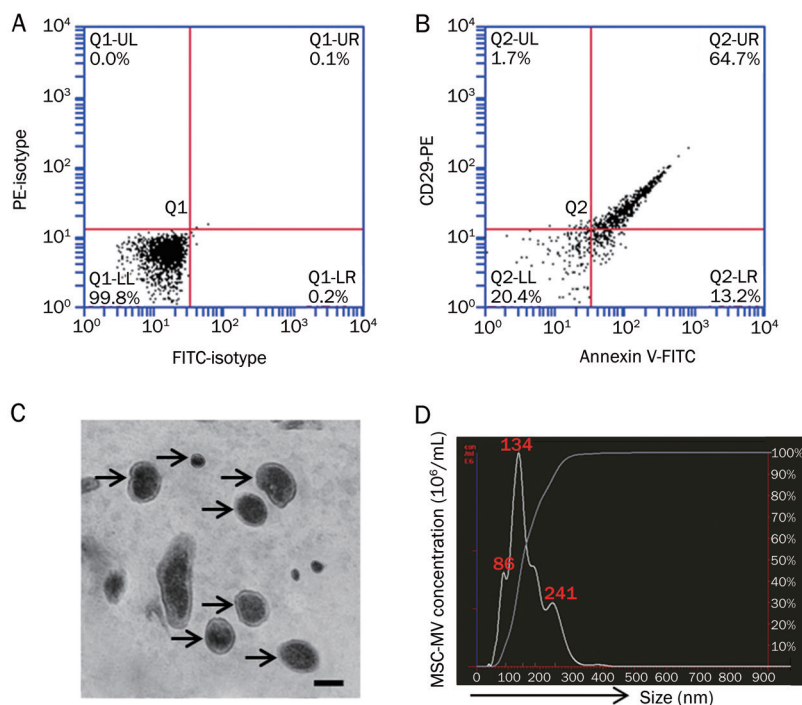 A
Q1-UL
0.0%
Q1-UR
0.1%
Q1
Q1-LL
99.8%
Q1-LR
0.2%
10⁴
10³
10²
10¹
10⁰
10⁰ 10¹ 10² 10³ 10⁴
PE-isotype
FITC-isotype
B
Q2-UL
1.7%
Q2-UR
64.7%
Q2
Q2-LL
20.4%
Q2-LR
13.2%
10⁴
10³
10²
10¹
10⁰
10⁰ 10¹ 10² 10³ 10⁴
CD29-PE
Annexin V-FITC
C
D
MSC-MV concentration (10⁶/mL)
134
86
241
100%
90%
80%
70%
60%
50%
40%
30%
20%
10%
0 100 200 300 400 500 600 700 800 900
Size (nm)